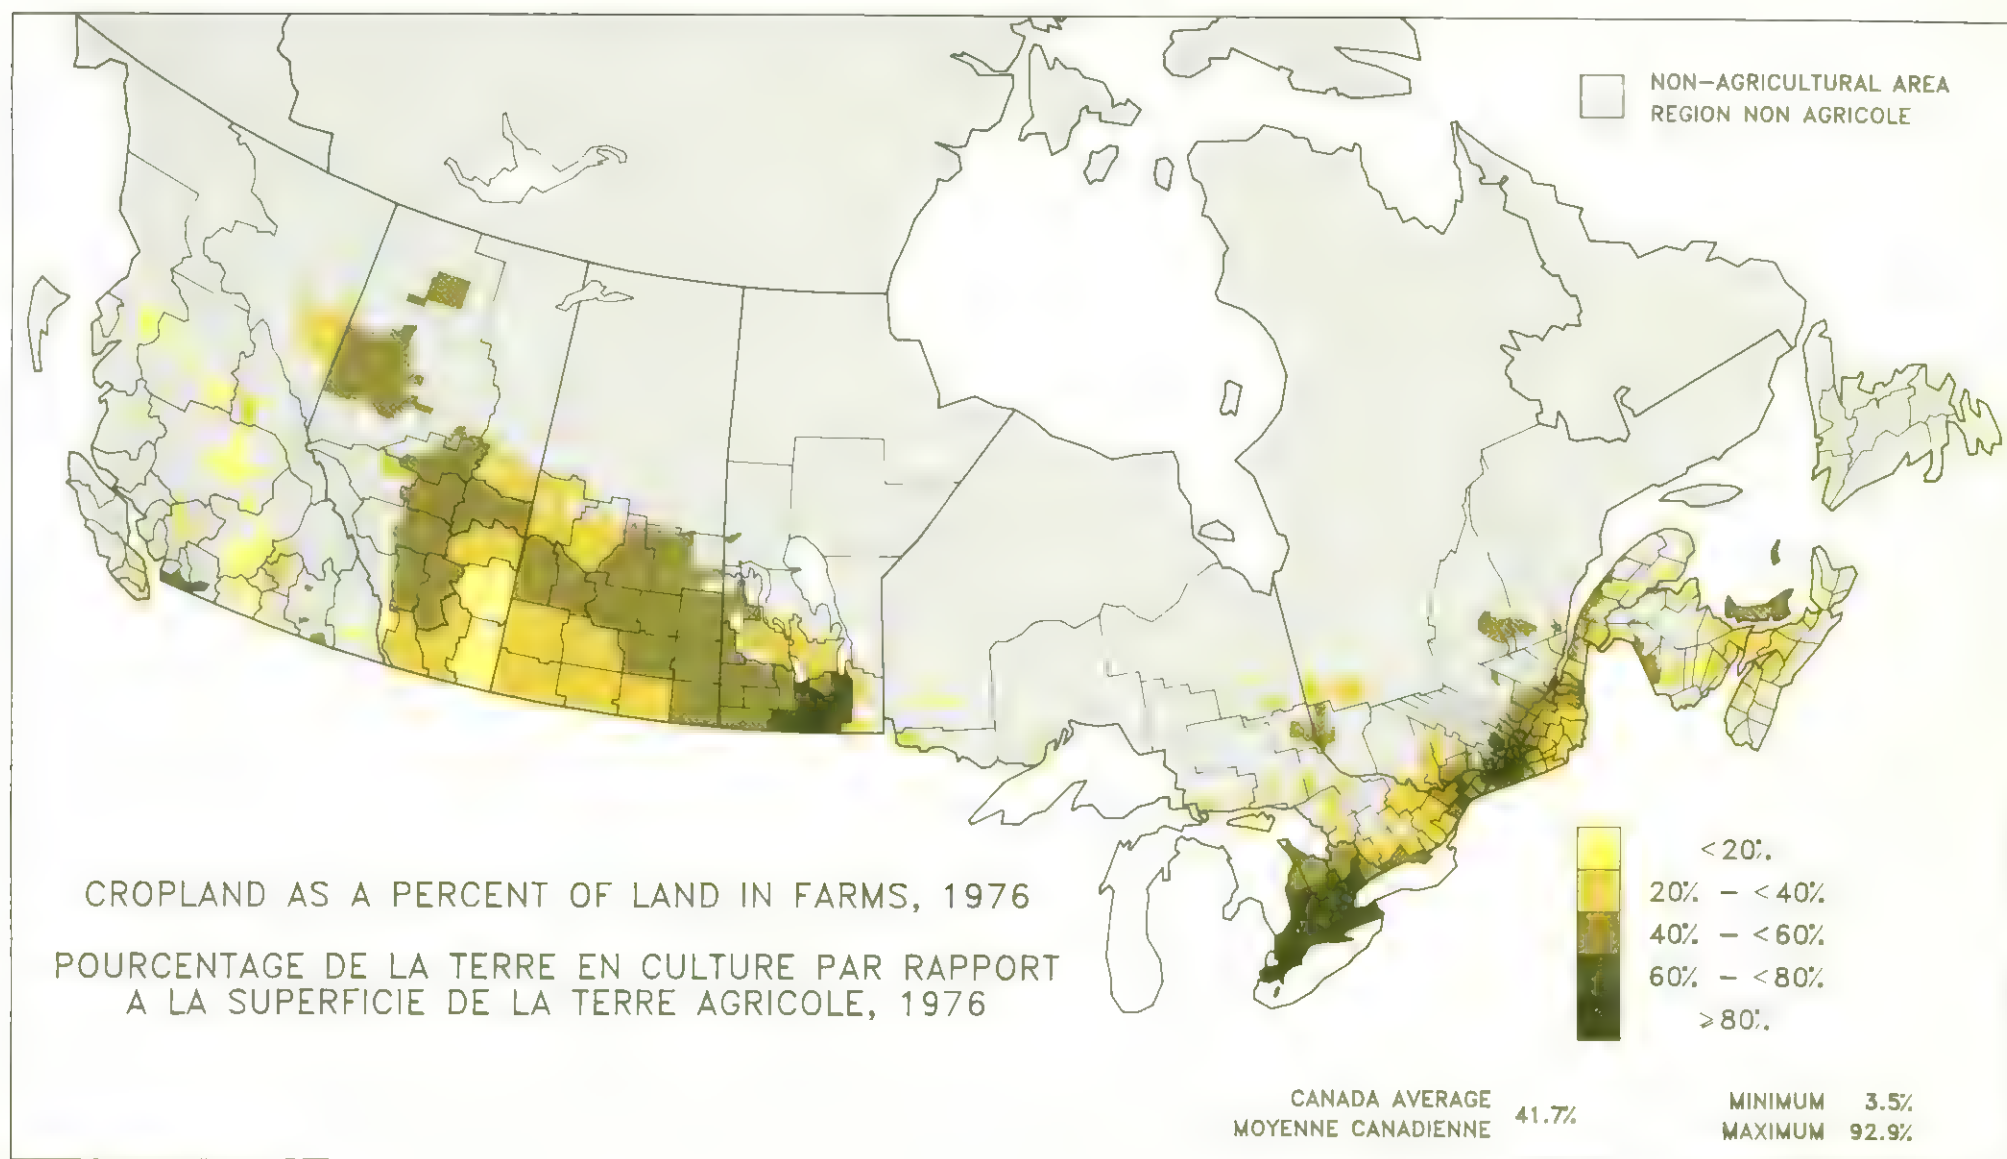 NON-AGRICULTURAL AREA
REGION NON AGRICOLE
CROPLAND AS A PERCENT OF LAND IN FARMS, 1976
POURCENTAGE DE LA TERRE EN CULTURE PAR RAPPORT
A LA SUPERFICIE DE LA TERRE AGRICOLE, 1976
<20%
20% - <40%
40% - <60%
60% - <80%
≥80%
CANADA AVERAGE
MOYENNE CANADIENNE
41.7%
MINIMUM 3.5%
MAXIMUM 92.9%